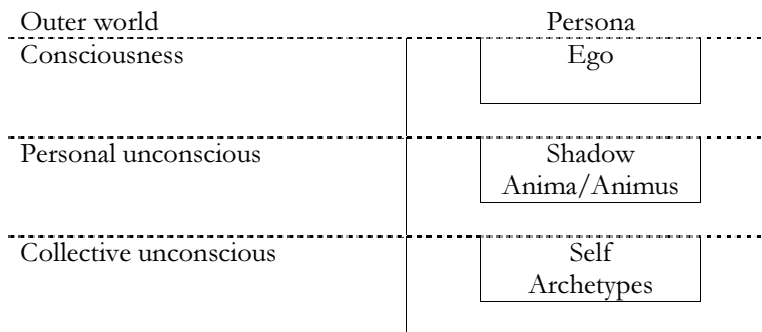 Outer world Persona
Consciousness Ego
Personal unconscious Shadow
Anima/Animus
Collective unconscious Self
Archetypes